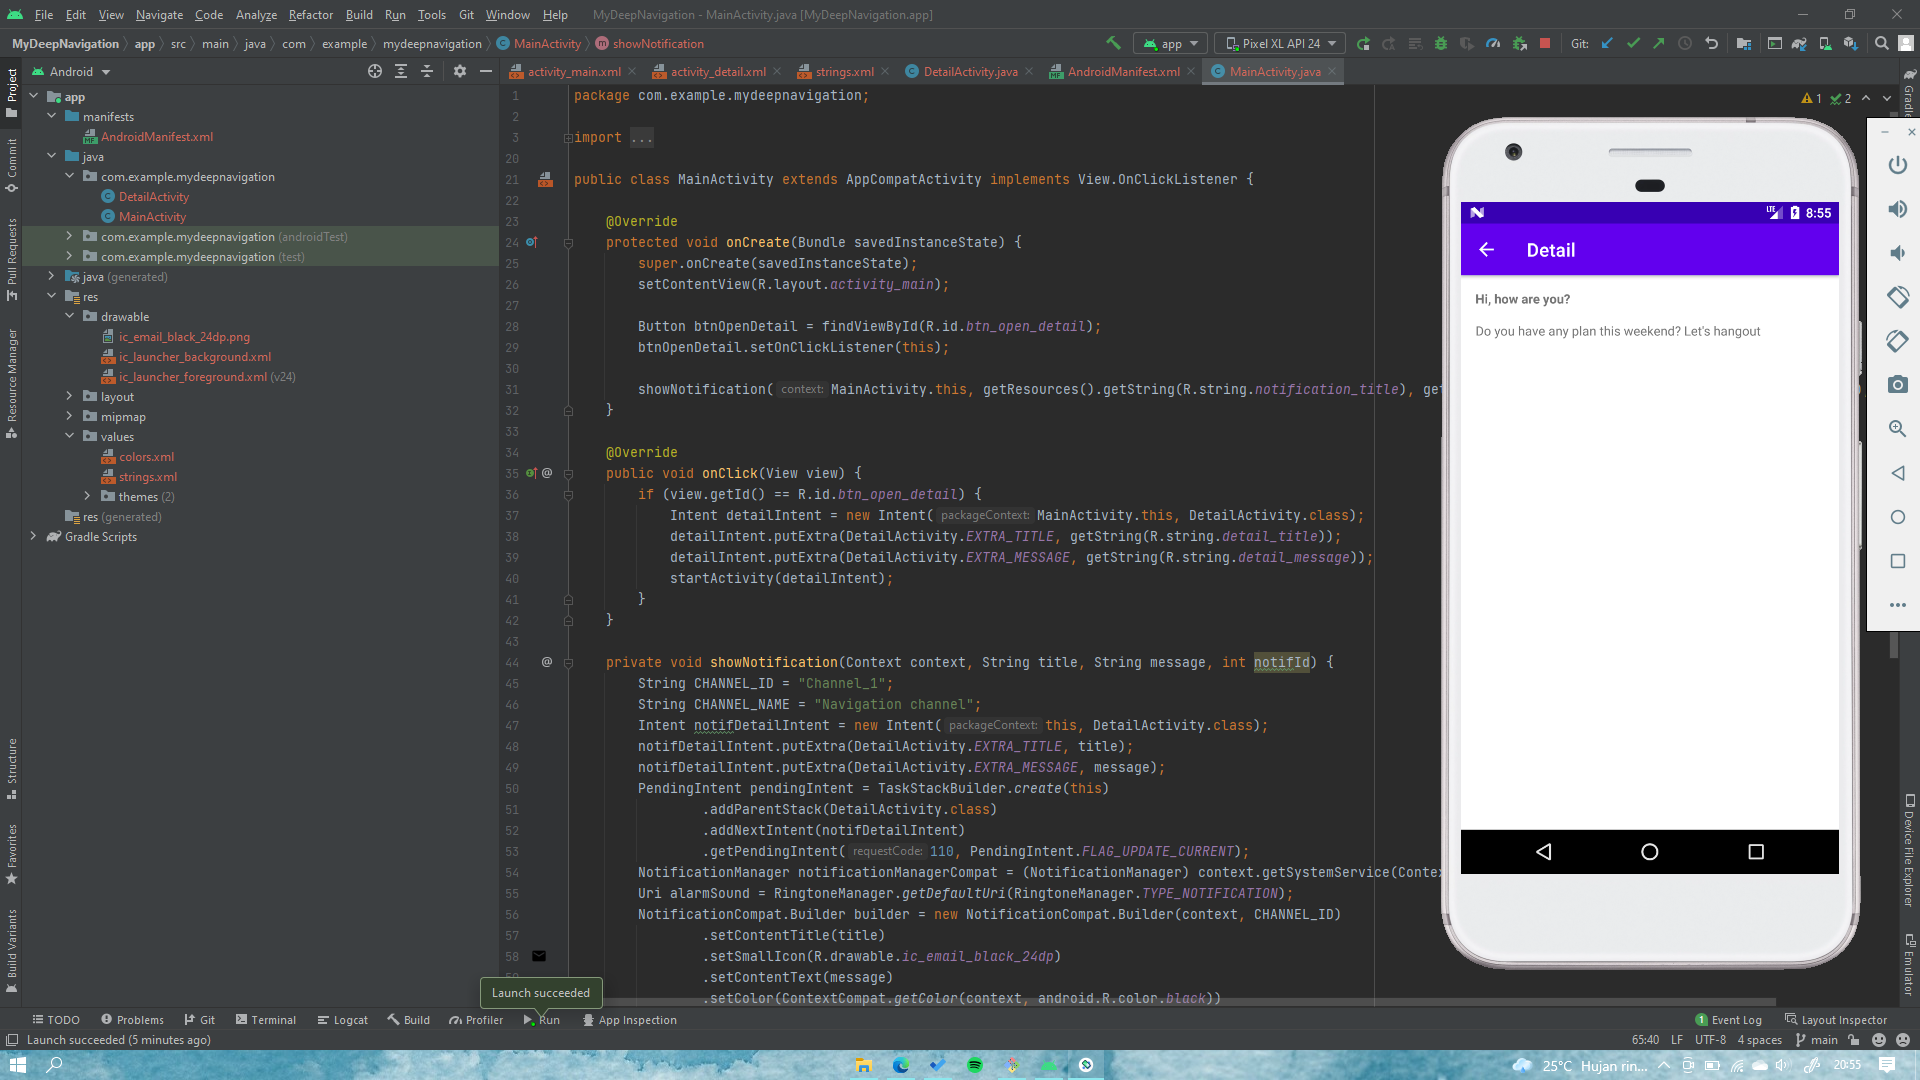 File Edit View Navigate Code Analyze Refactor Build Run Tools Git Window Help MyDeepNavigation - MainActivity.java [MyDeepNavigation.app]
MyDeepNavigation app src main java com example mydeepnavigation MainActivity showNotification app Pixel XL API 24 Git:
Project
Commit
Pull Requests
Resource Manager
Structure
Favorites
Build Variants
Android
app
manifests
AndroidManifest.xml
java
com.example.mydeepnavigation
DetailActivity
MainActivity
com.example.mydeepnavigation (androidTest)
com.example.mydeepnavigation (test)
java (generated)
res
drawable
ic_email_black_24dp.png
ic_launcher_background.xml
ic_launcher_foreground.xml (v24)
layout
mipmap
values
colors.xml
strings.xml
themes (2)
res (generated)
Gradle Scripts
activity_main.xml activity_detail.xml strings.xml DetailActivity.java AndroidManifest.xml MainActivity.java
1 2
1 package com.example.mydeepnavigation;
2
3 import ...
20
21 public class MainActivity extends AppCompatActivity implements View.OnClickListener {
22
23 @Override
24 protected void onCreate(Bundle savedInstanceState) {
25 super.onCreate(savedInstanceState);
26 setContentView(R.layout.activity_main);
27
28 Button btnOpenDetail = findViewById(R.id.btn_open_detail);
29 btnOpenDetail.setOnClickListener(this);
30
31 showNotification( context: MainActivity.this, getResources().getString(R.string.notification_title), get
32 }
33
34 @Override
35 @ public void onClick(View view) {
36 if (view.getId() == R.id.btn_open_detail) {
37 Intent detailIntent = new Intent( packageContext: MainActivity.this, DetailActivity.class);
38 detailIntent.putExtra(DetailActivity.EXTRA_TITLE, getString(R.string.detail_title));
39 detailIntent.putExtra(DetailActivity.EXTRA_MESSAGE, getString(R.string.detail_message));
40 startActivity(detailIntent);
41 }
42 }
43
44 @ private void showNotification(Context context, String title, String message, int notifId) {
45 String CHANNEL_ID = "Channel_1";
46 String CHANNEL_NAME = "Navigation channel";
47 Intent notifDetailIntent = new Intent( packageContext: this, DetailActivity.class);
48 notifDetailIntent.putExtra(DetailActivity.EXTRA_TITLE, title);
49 notifDetailIntent.putExtra(DetailActivity.EXTRA_MESSAGE, message);
50 PendingIntent pendingIntent = TaskStackBuilder.create(this)
51 .addParentStack(DetailActivity.class)
52 .addNextIntent(notifDetailIntent)
53 .getPendingIntent( requestCode: 110, PendingIntent.FLAG_UPDATE_CURRENT);
54 NotificationManager notificationManagerCompat = (NotificationManager) context.getSystemService(Conte
55 Uri alarmSound = RingtoneManager.getDefaultUri(RingtoneManager.TYPE_NOTIFICATION);
56 NotificationCompat.Builder builder = new NotificationCompat.Builder(context, CHANNEL_ID)
57 .setContentTitle(title)
58 .setSmallIcon(R.drawable.ic_email_black_24dp)
.setContentText(message)
.setColor(ContextCompat.getColor(context, android.R.color.black))
LTE 8:55
Detail
Hi, how are you?
Do you have any plan this weekend? Let's hangout
Gradle
Device File Explorer
Emulator
Launch succeeded
TODO Problems Git Terminal Logcat Build Profiler Run App Inspection 1 Event Log Layout Inspector
Launch succeeded (5 minutes ago) 65:40 LF UTF-8 4 spaces main
25°C Hujan rin... 20:55